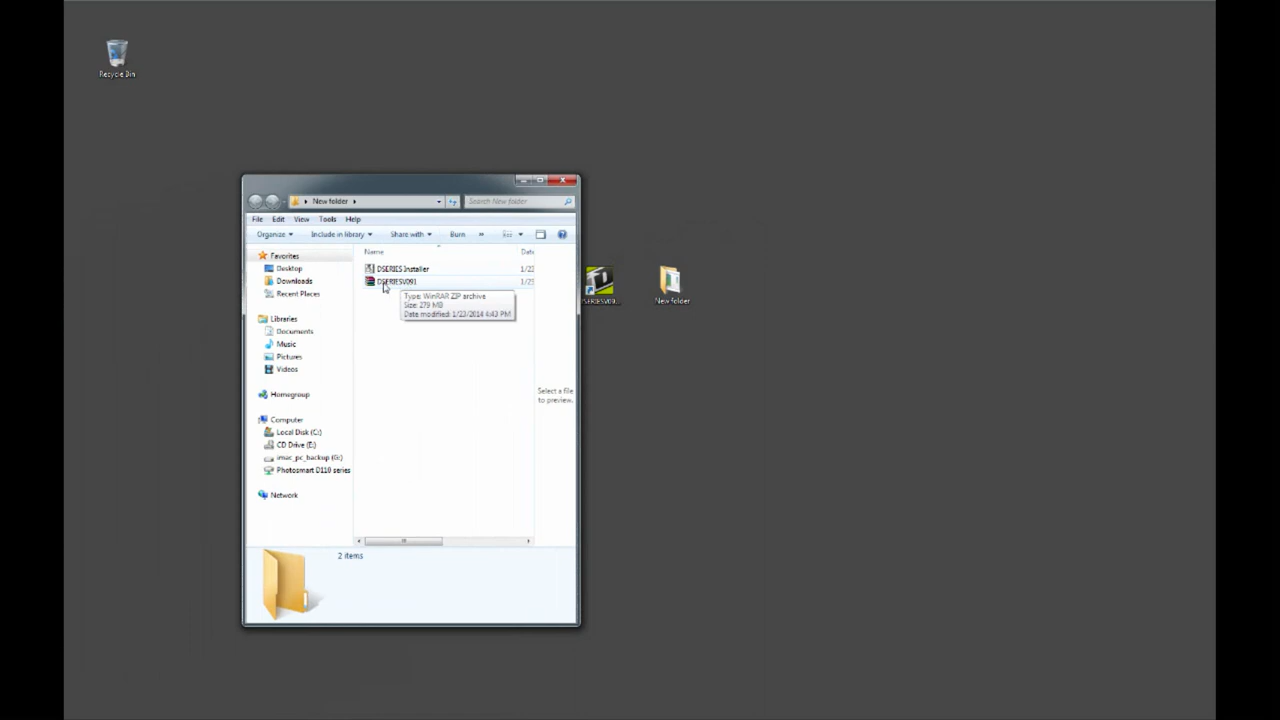 Recycle Bin
New folder
Search New folder
File Edit View Tools Help
Organize Include in library Share with Burn »
Name Date
Favorites
Desktop
Downloads
Recent Places
Libraries
Documents
Music
Pictures
Videos
Homegroup
Computer
Local Disk (C:)
CD Drive (E:)
imac_pc_backup (G:)
Photosmart D110 series
Network
DSERIES Installer 1/23
DSERIESV091 1/23
Type: WinRAR ZIP archive
Size: 279 MB
Date modified: 1/23/2014 4:43 PM
Select a file
to preview.
2 items
DSERIESV09...
New folder